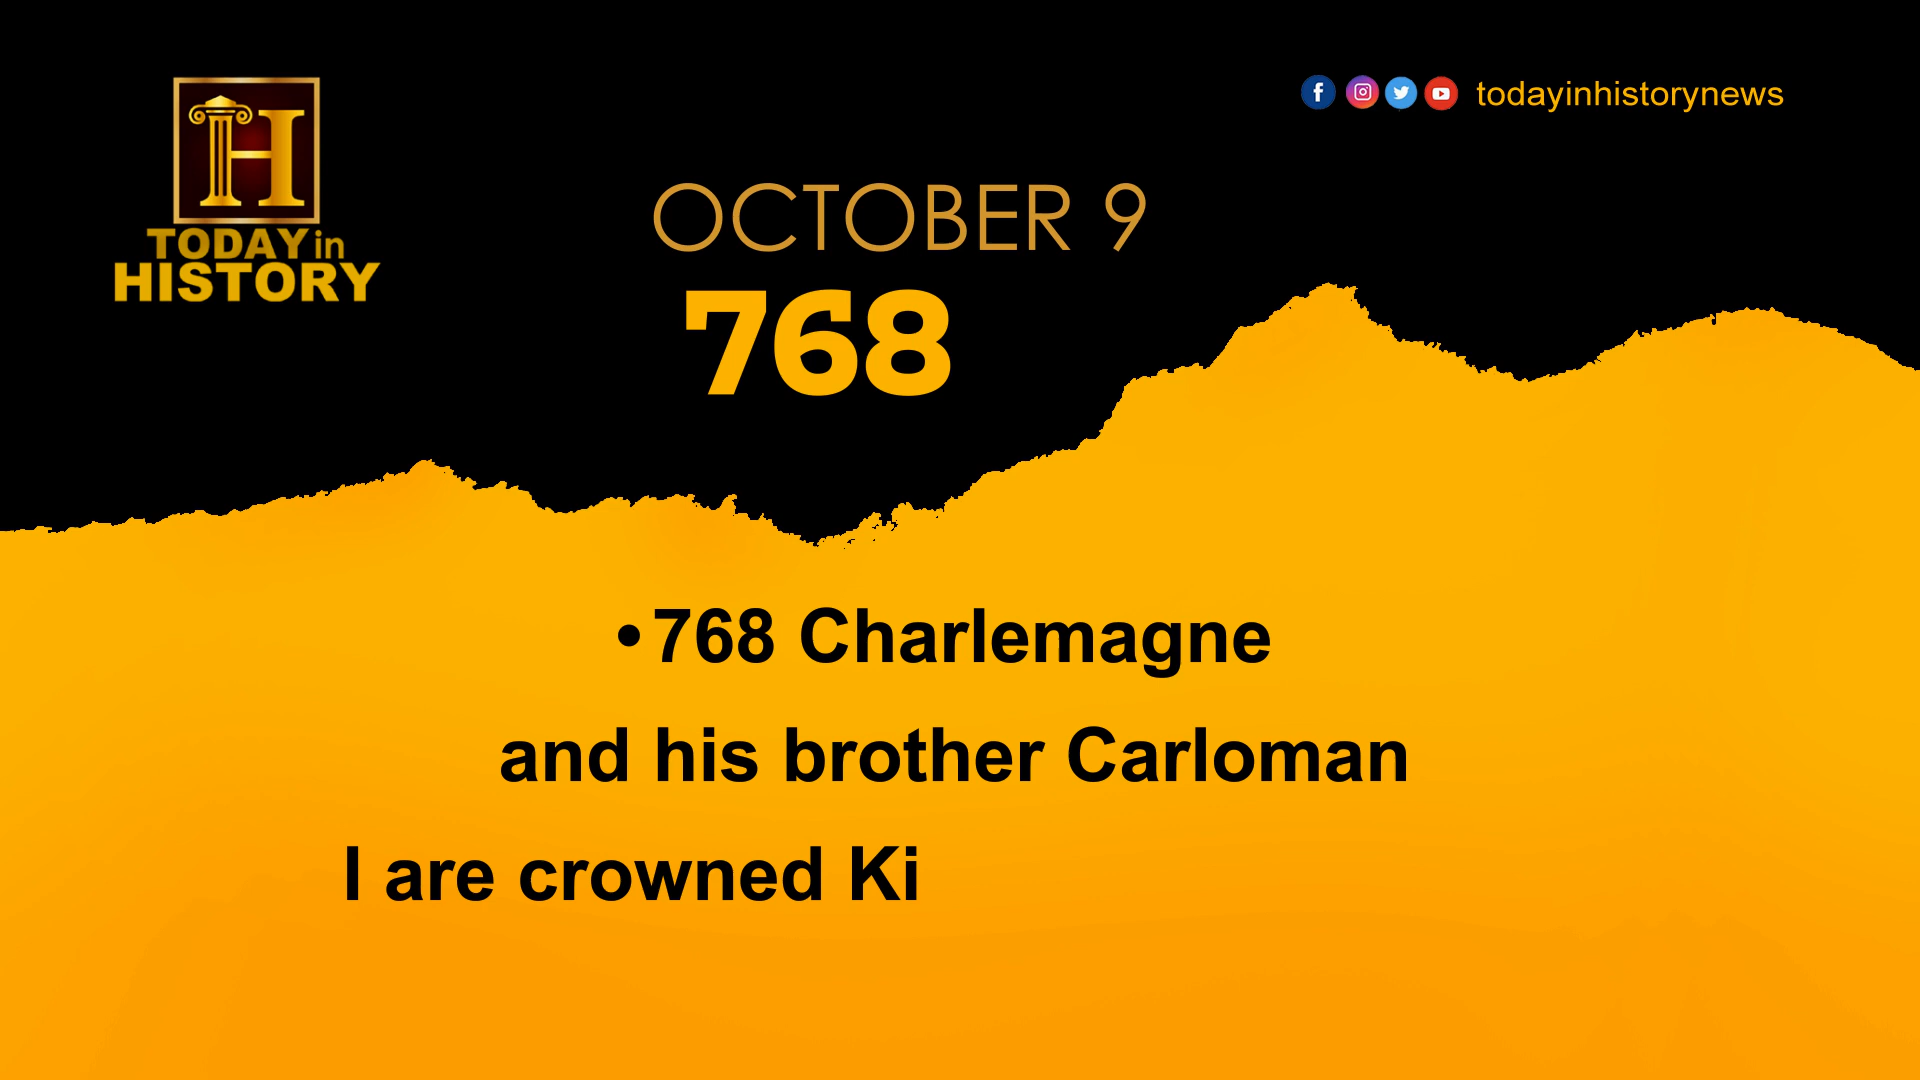 todayinhistorynews
H
TODAY in
HISTORY
OCTOBER 9
768
•768 Charlemagne
and his brother Carloman
I are crowned Ki